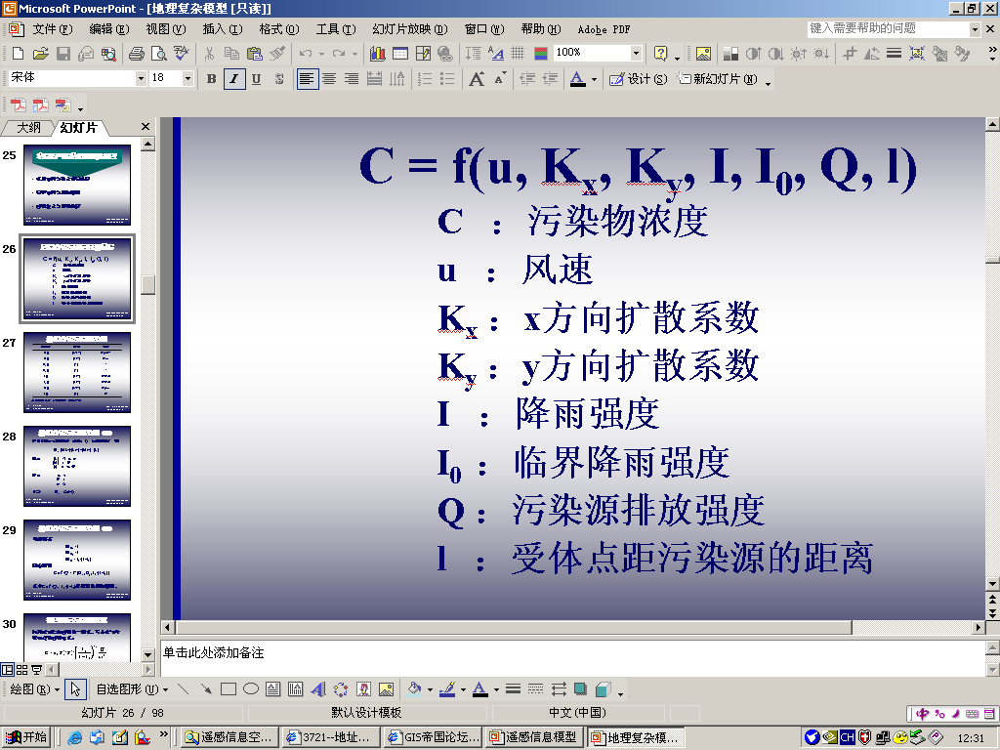 Microsoft PowerPoint - [地理复杂模型 [只读]]
文件(F) 编辑(E) 视图(V) 插入(I) 格式(O) 工具(T) 幻灯片放映(D) 窗口(W) 帮助(H) Adobe PDF 键入需要帮助的问题
100%
宋体 18 B I U S A A A 设计(S) 新幻灯片(N)
大纲 幻灯片
25
26
27
28
29
30
C = f(u, Kx, Ky, I, I0, Q, l)
C ：污染物浓度
u ：风速
Kx：x方向扩散系数
Ky：y方向扩散系数
I ：降雨强度
I0：临界降雨强度
Q：污染源排放强度
l ：受体点距污染源的距离
单击此处添加备注
绘图(R) 自选图形(U)
幻灯片 26 / 98 默认设计模板 中文(中国)
开始 遥感信息空... 3721--地址... GIS帝国论坛... 遥感信息模型 地理复杂模... CH 12:31